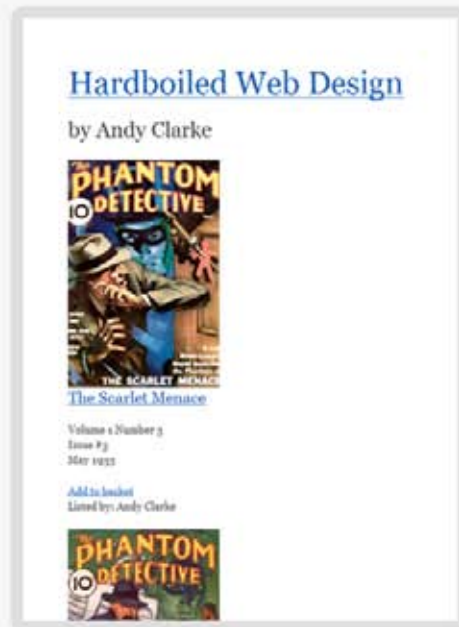 Hardboiled Web Design
by Andy Clarke
The
PHANTOM
10 DETECTIVE
THE SCARLET MENACE
The Scarlet Menace
Volume 1 Number 3
Issue #3
May 1933
Add to basket
Listed by: Andy Clarke
The
PHANTOM
10 DETECTIVE